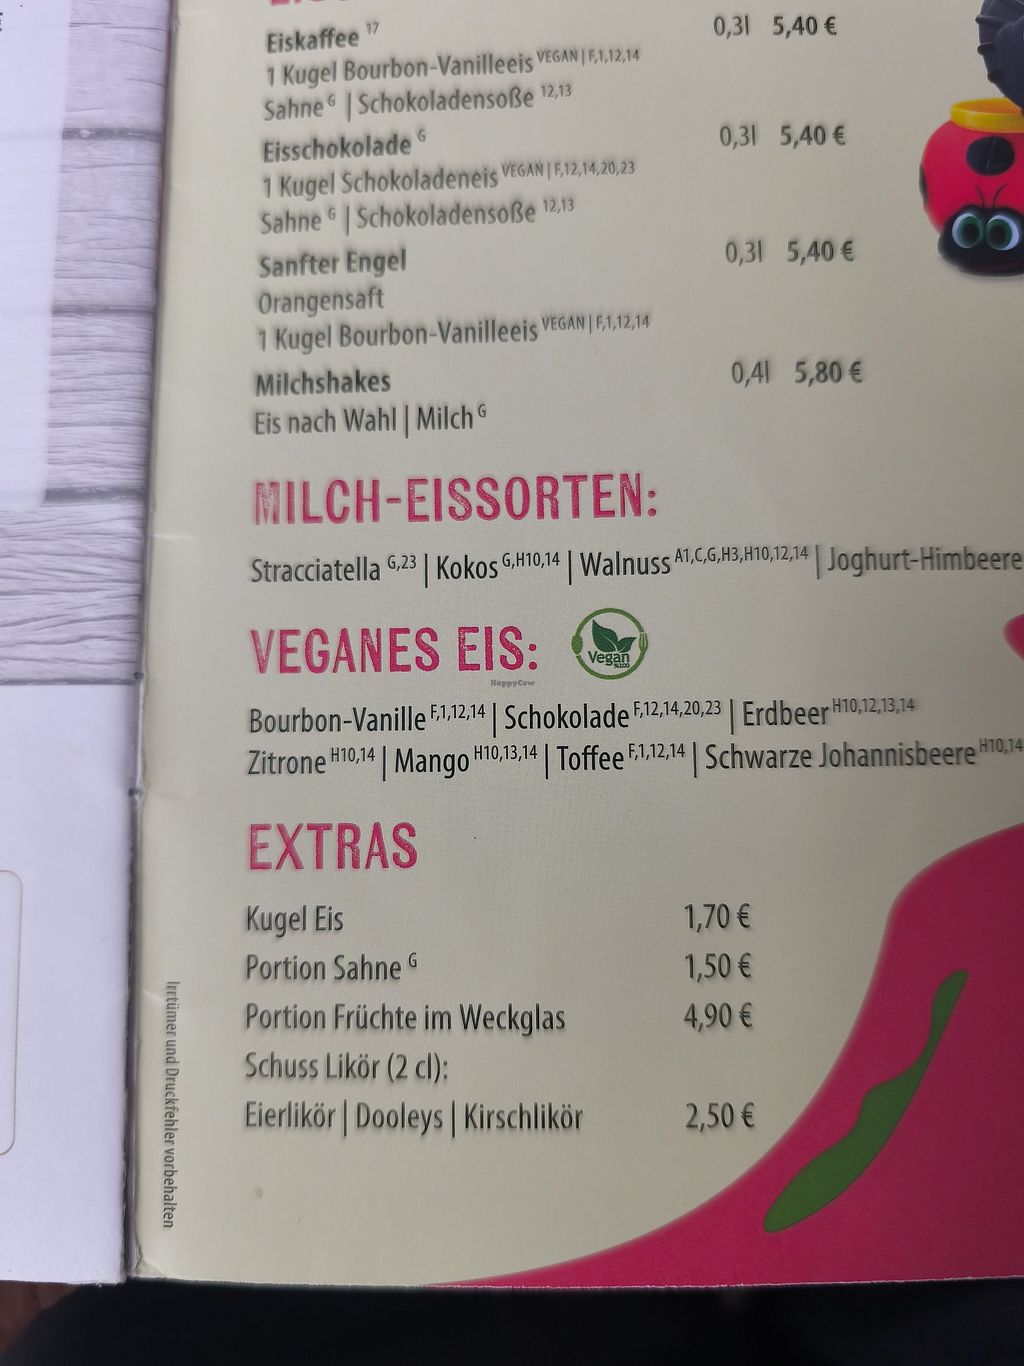 Eiskaffee 17 0,3l 5,40 €
1 Kugel Bourbon-Vanilleeis VEGAN | F,1,12,14
Sahne G | Schokoladensoße 12,13
Eisschokolade G 0,3l 5,40 €
1 Kugel Schokoladeneis VEGAN | F,12,14,20,23
Sahne G | Schokoladensoße 12,13
Sanfter Engel 0,3l 5,40 €
Orangensaft
1 Kugel Bourbon-Vanilleeis VEGAN | F,1,12,14
Milchshakes 0,4l 5,80 €
Eis nach Wahl | Milch G
MILCH-EISSORTEN:
Stracciatella G,23 | Kokos G,H10,14 | Walnuss A1,C,G,H3,H10,12,14 | Joghurt-Himbeere
VEGANES EIS:
Vegan
%100
HappyCow
Bourbon-Vanille F,1,12,14 | Schokolade F,12,14,20,23 | Erdbeer H10,12,13,14
Zitrone H10,14 | Mango H10,13,14 | Toffee F,1,12,14 | Schwarze Johannisbeere H10,14
EXTRAS
Kugel Eis 1,70 €
Portion Sahne G 1,50 €
Portion Früchte im Weckglas 4,90 €
Schuss Likör (2 cl):
Eierlikör | Dooleys | Kirschlikör 2,50 €
Irrtümer und Druckfehler vorbehalten